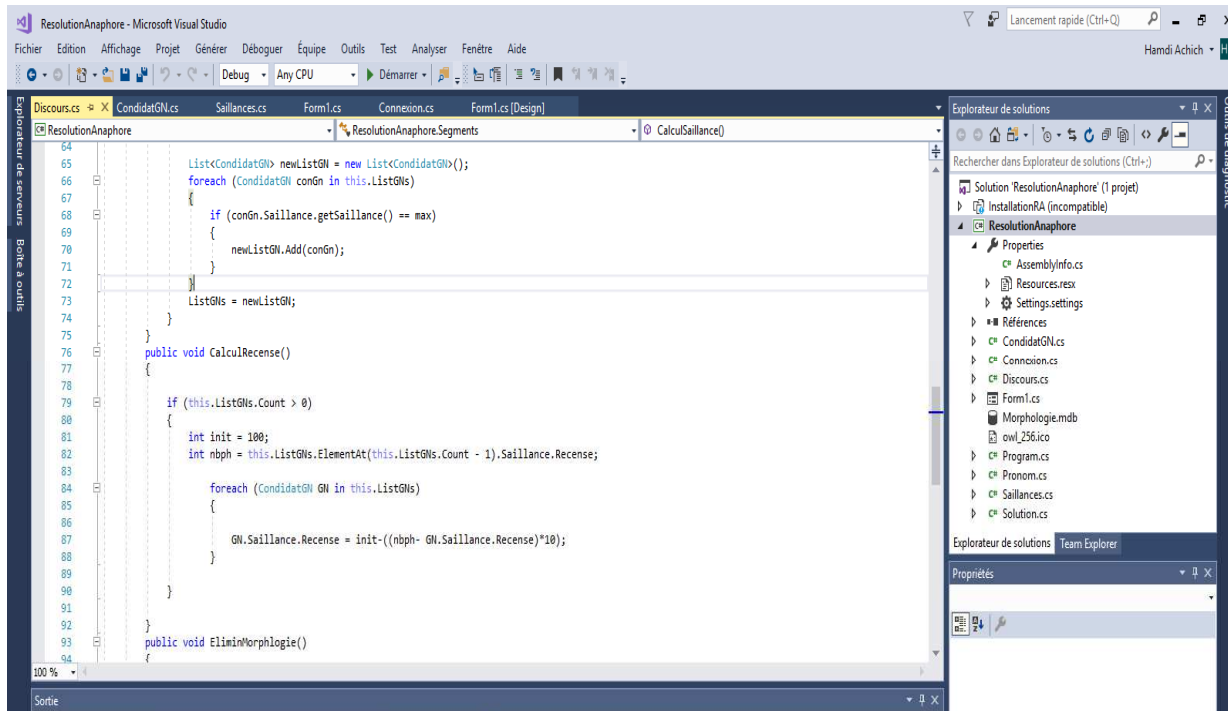 ResolutionAnaphore - Microsoft Visual Studio
Lancement rapide (Ctrl+Q)
Fichier Edition Affichage Projet Générer Déboguer Équipe Outils Test Analyser Fenêtre Aide
Hamdi Achich
Debug Any CPU Démarrer
Explorateur de serveurs
Boîte à outils
Discours.cs CondidatGN.cs Saillances.cs Form1.cs Connexion.cs Form1.cs [Design]
ResolutionAnaphore ResolutionAnaphore.Segments CalculSaillance()
64
65 List<CondidatGN> newListGN = new List<CondidatGN>();
66 foreach (CondidatGN conGn in this.ListGNs)
67 {
68 if (conGn.Saillance.getSaillance() == max)
69 {
70 newListGN.Add(conGn);
71 }
72 }
73 ListGNs = newListGN;
74 }
75 }
76 public void CalculRecense()
77 {
78
79 if (this.ListGNs.Count > 0)
80 {
81 int init = 100;
82 int nbph = this.ListGNs.ElementAt(this.ListGNs.Count - 1).Saillance.Recense;
83
84 foreach (CondidatGN GN in this.ListGNs)
85 {
86
87 GN.Saillance.Recense = init-((nbph- GN.Saillance.Recense)*10);
88 }
89
90 }
91
92 }
93 public void EliminMorphlogie()
94 {
100 %
Sortie
Explorateur de solutions
Rechercher dans Explorateur de solutions (Ctrl+;)
Solution 'ResolutionAnaphore' (1 projet)
InstallationRA (incompatible)
C# ResolutionAnaphore
Properties
C# AssemblyInfo.cs
Resources.resx
Settings.settings
Références
C# CondidatGN.cs
C# Connexion.cs
C# Discours.cs
Form1.cs
Morphologie.mdb
owl_256.ico
C# Program.cs
C# Pronom.cs
C# Saillances.cs
C# Solution.cs
Explorateur de solutions Team Explorer
Propriétés